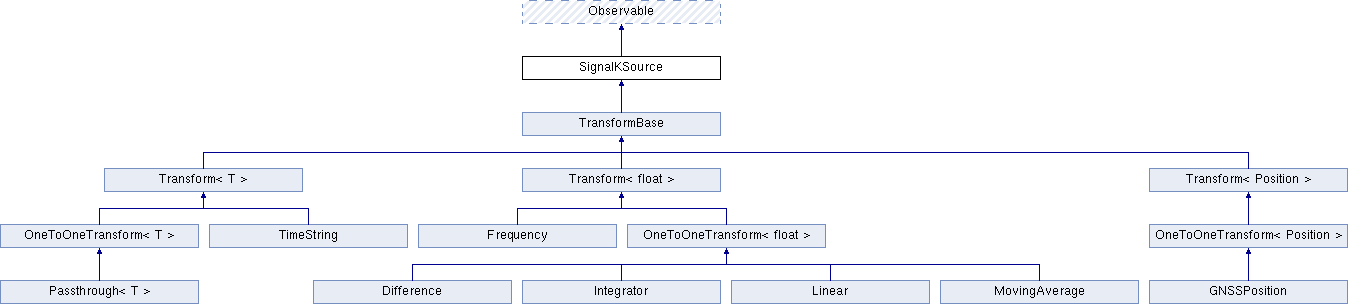 Observable
SignalKSource
TransformBase
Transform< T >
Transform< float >
Transform< Position >
OneToOneTransform< T >
TimeString
Frequency
OneToOneTransform< float >
OneToOneTransform< Position >
Passthrough< T >
Difference
Integrator
Linear
MovingAverage
GNSSPosition